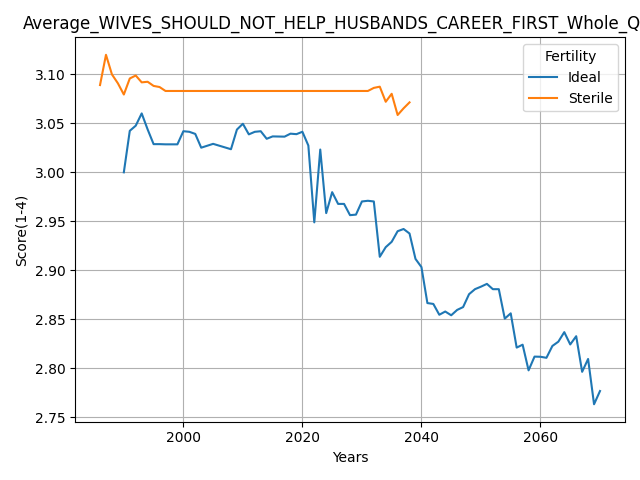 Average_WIVES_SHOULD_NOT_HELP_HUSBANDS_CAREER_FIRST_Whole_Q
Fertility
Ideal
Sterile
Score(1-4)
3.10
3.05
3.00
2.95
2.90
2.85
2.80
2.75
2000 2020 2040 2060
Years